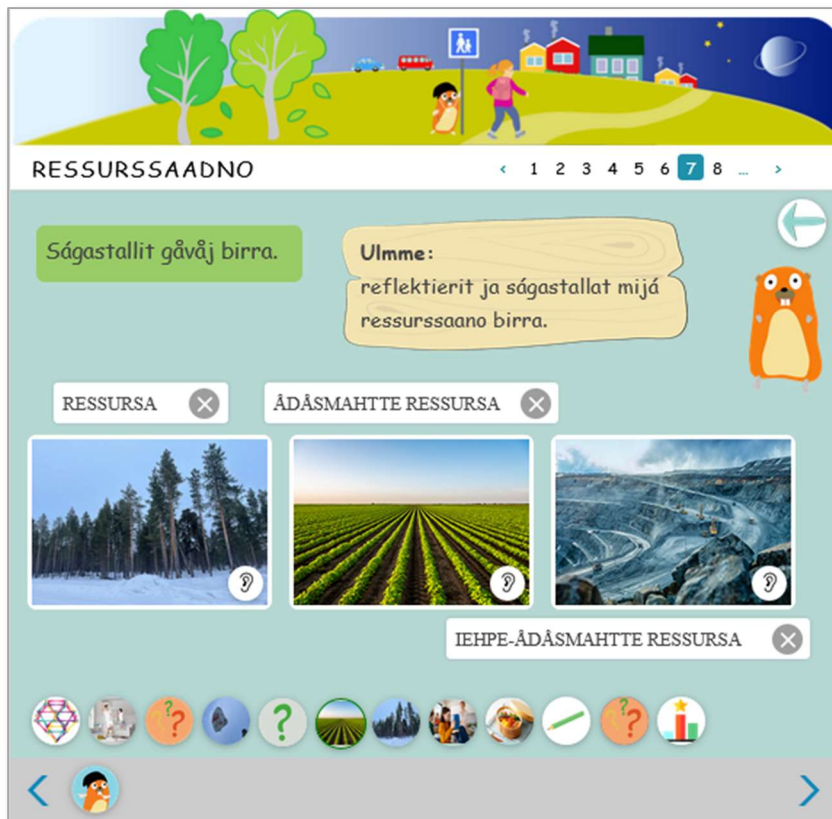 RESSURSSAADNO
< 1 2 3 4 5 6 7 8 ... >
Ságastallit gåvåj birra.
Ulmme:
reflektierit ja ságastallat mijá
ressurssaano birra.
RESSURSA
ÅDÅSMAHTTE RESSURSA
IEHPE-ÅDÅSMAHTTE RESSURSA